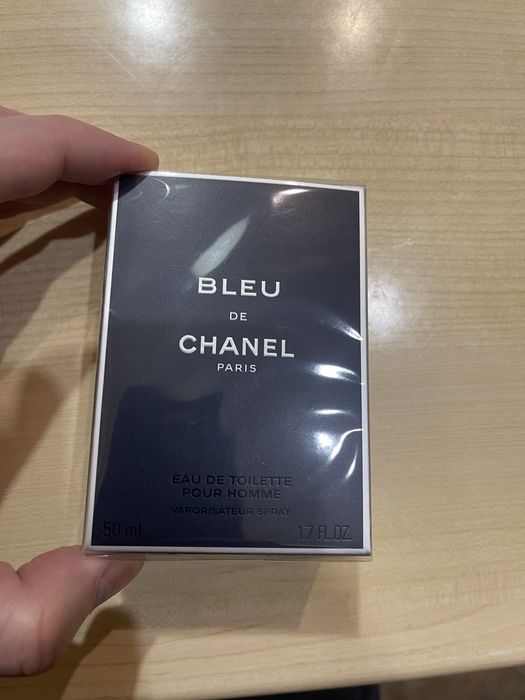 BLEU
DE
CHANEL
PARIS
EAU DE TOILETTE
POUR HOMME
VAPORISATEUR SPRAY
50 ml 1.7 FL.OZ.